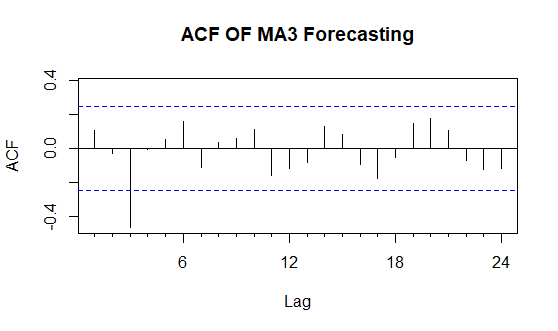 ACF OF MA3 Forecasting
ACF
0.4
0.0
-0.4
6 12 18 24
Lag